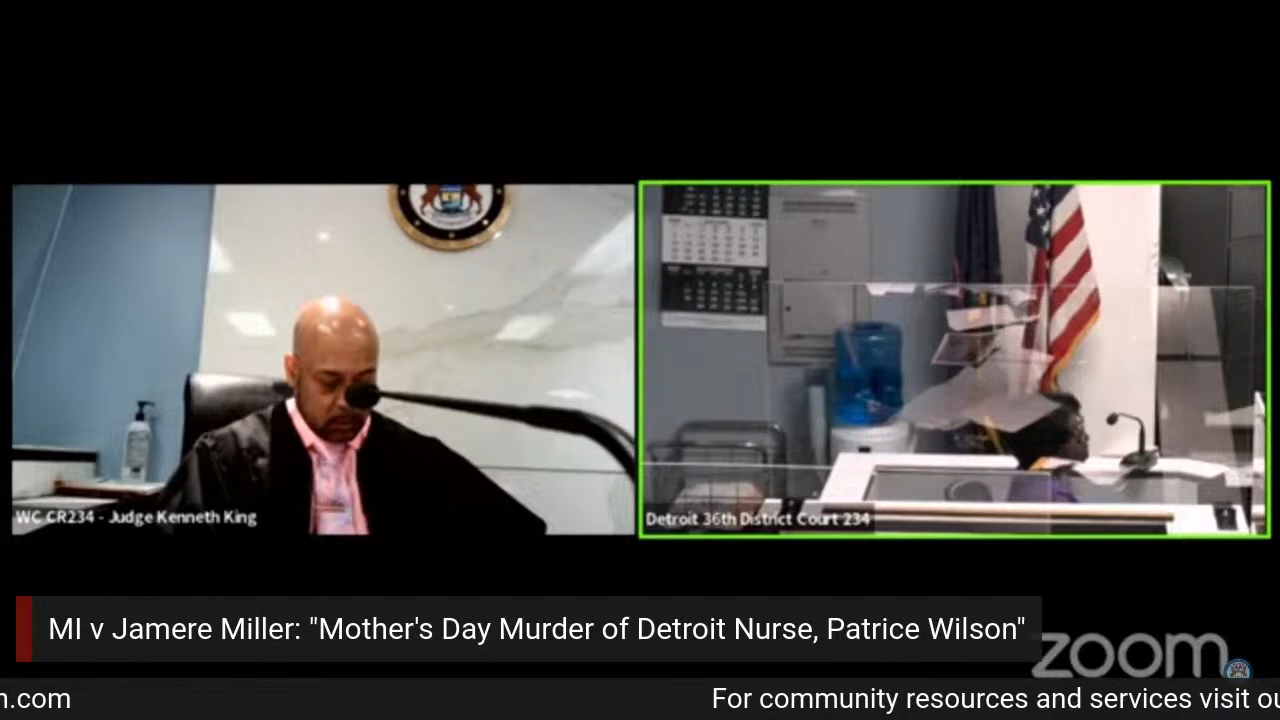 WC CR234 - Judge Kenneth King
Detroit 36th District Court 234
MI v Jamere Miller: "Mother's Day Murder of Detroit Nurse, Patrice Wilson"
zoom
n.com
For community resources and services visit ou